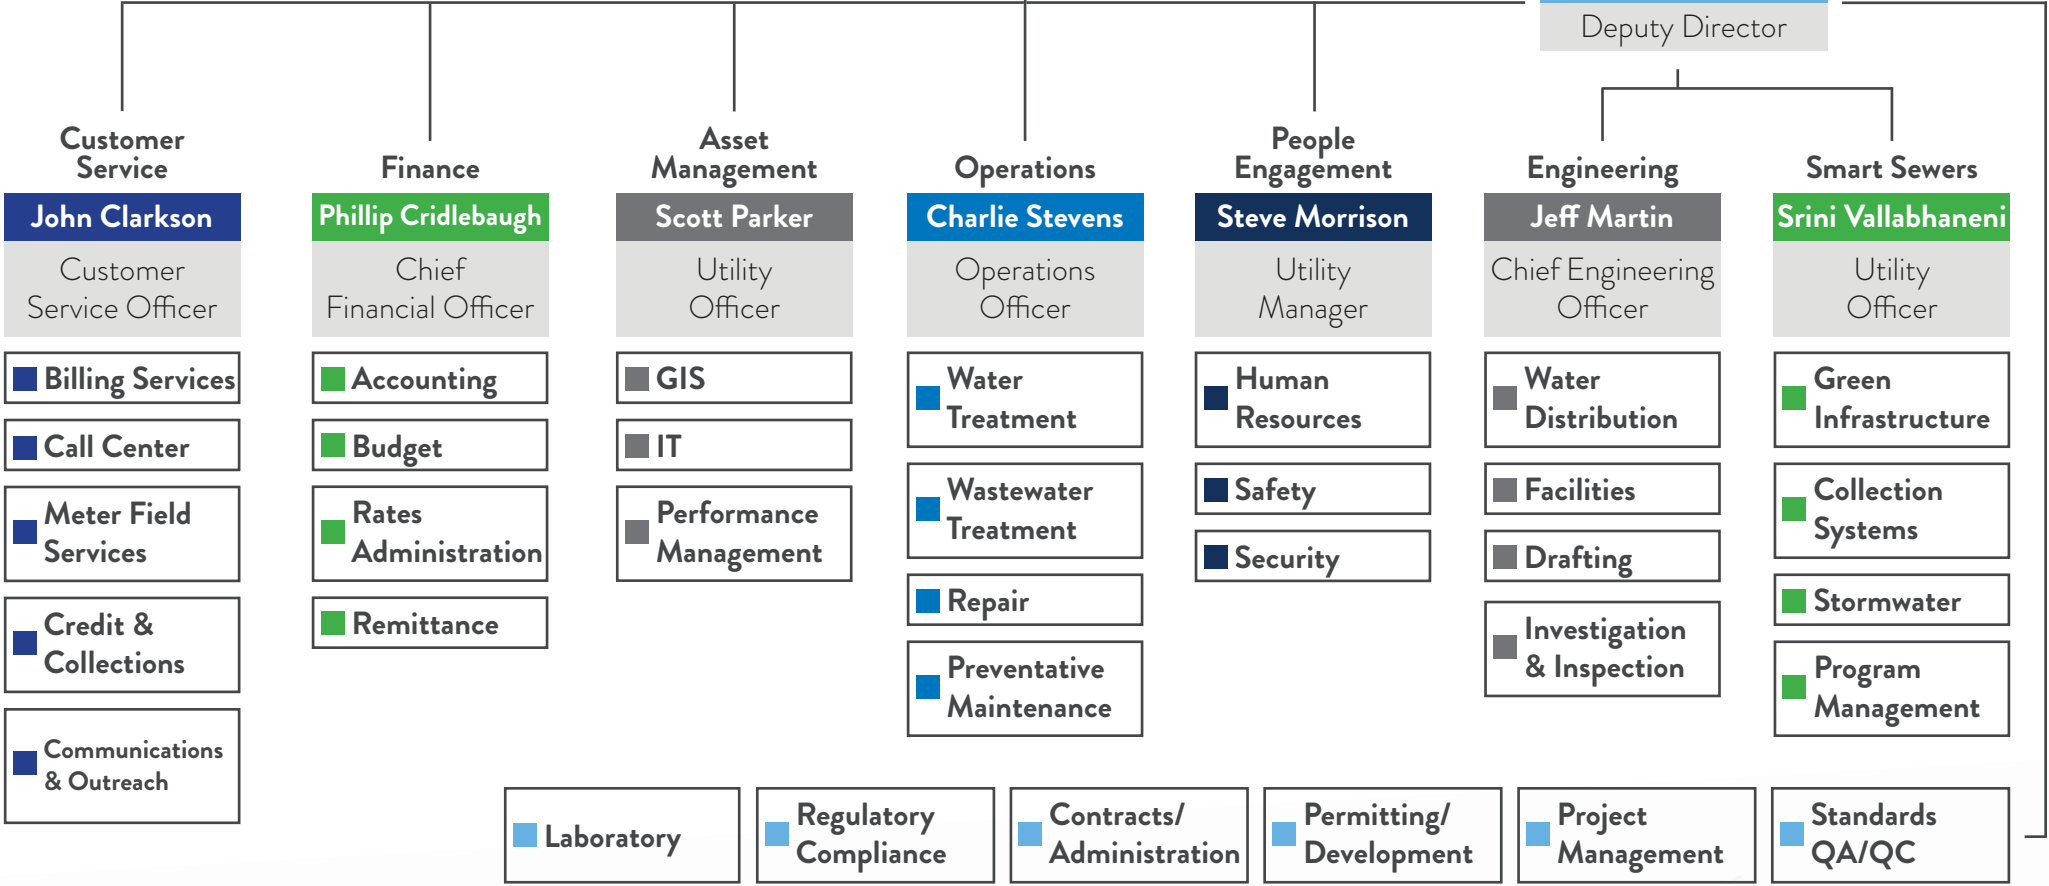 Deputy Director
Customer
Service
John Clarkson
Customer
Service Officer
Billing Services
Call Center
Meter Field
Services
Credit &
Collections
Communications
& Outreach
Finance
Phillip Cridlebaugh
Chief
Financial Officer
Accounting
Budget
Rates
Administration
Remittance
Asset
Management
Scott Parker
Utility
Officer
GIS
IT
Performance
Management
Operations
Charlie Stevens
Operations
Officer
Water
Treatment
Wastewater
Treatment
Repair
Preventative
Maintenance
People
Engagement
Steve Morrison
Utility
Manager
Human
Resources
Safety
Security
Engineering
Jeff Martin
Chief Engineering
Officer
Water
Distribution
Facilities
Drafting
Investigation
& Inspection
Smart Sewers
Srini Vallabhaneni
Utility
Officer
Green
Infrastructure
Collection
Systems
Stormwater
Program
Management
Laboratory
Regulatory
Compliance
Contracts/
Administration
Permitting/
Development
Project
Management
Standards
QA/QC